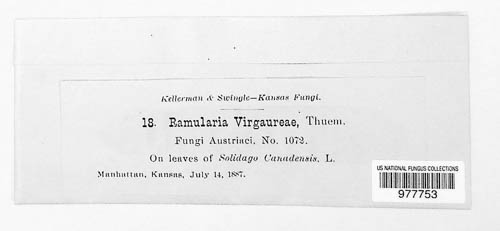 Kellerman & Swingle—Kansas Fungi.
18. Ramularia Virgaureae, Thuem.
Fungi Austriaci, No. 1072.
On leaves of Solidago Canadensis, L.
Manhattan, Kansas, July 14, 1887.
US NATIONAL FUNGUS COLLECTIONS
977753